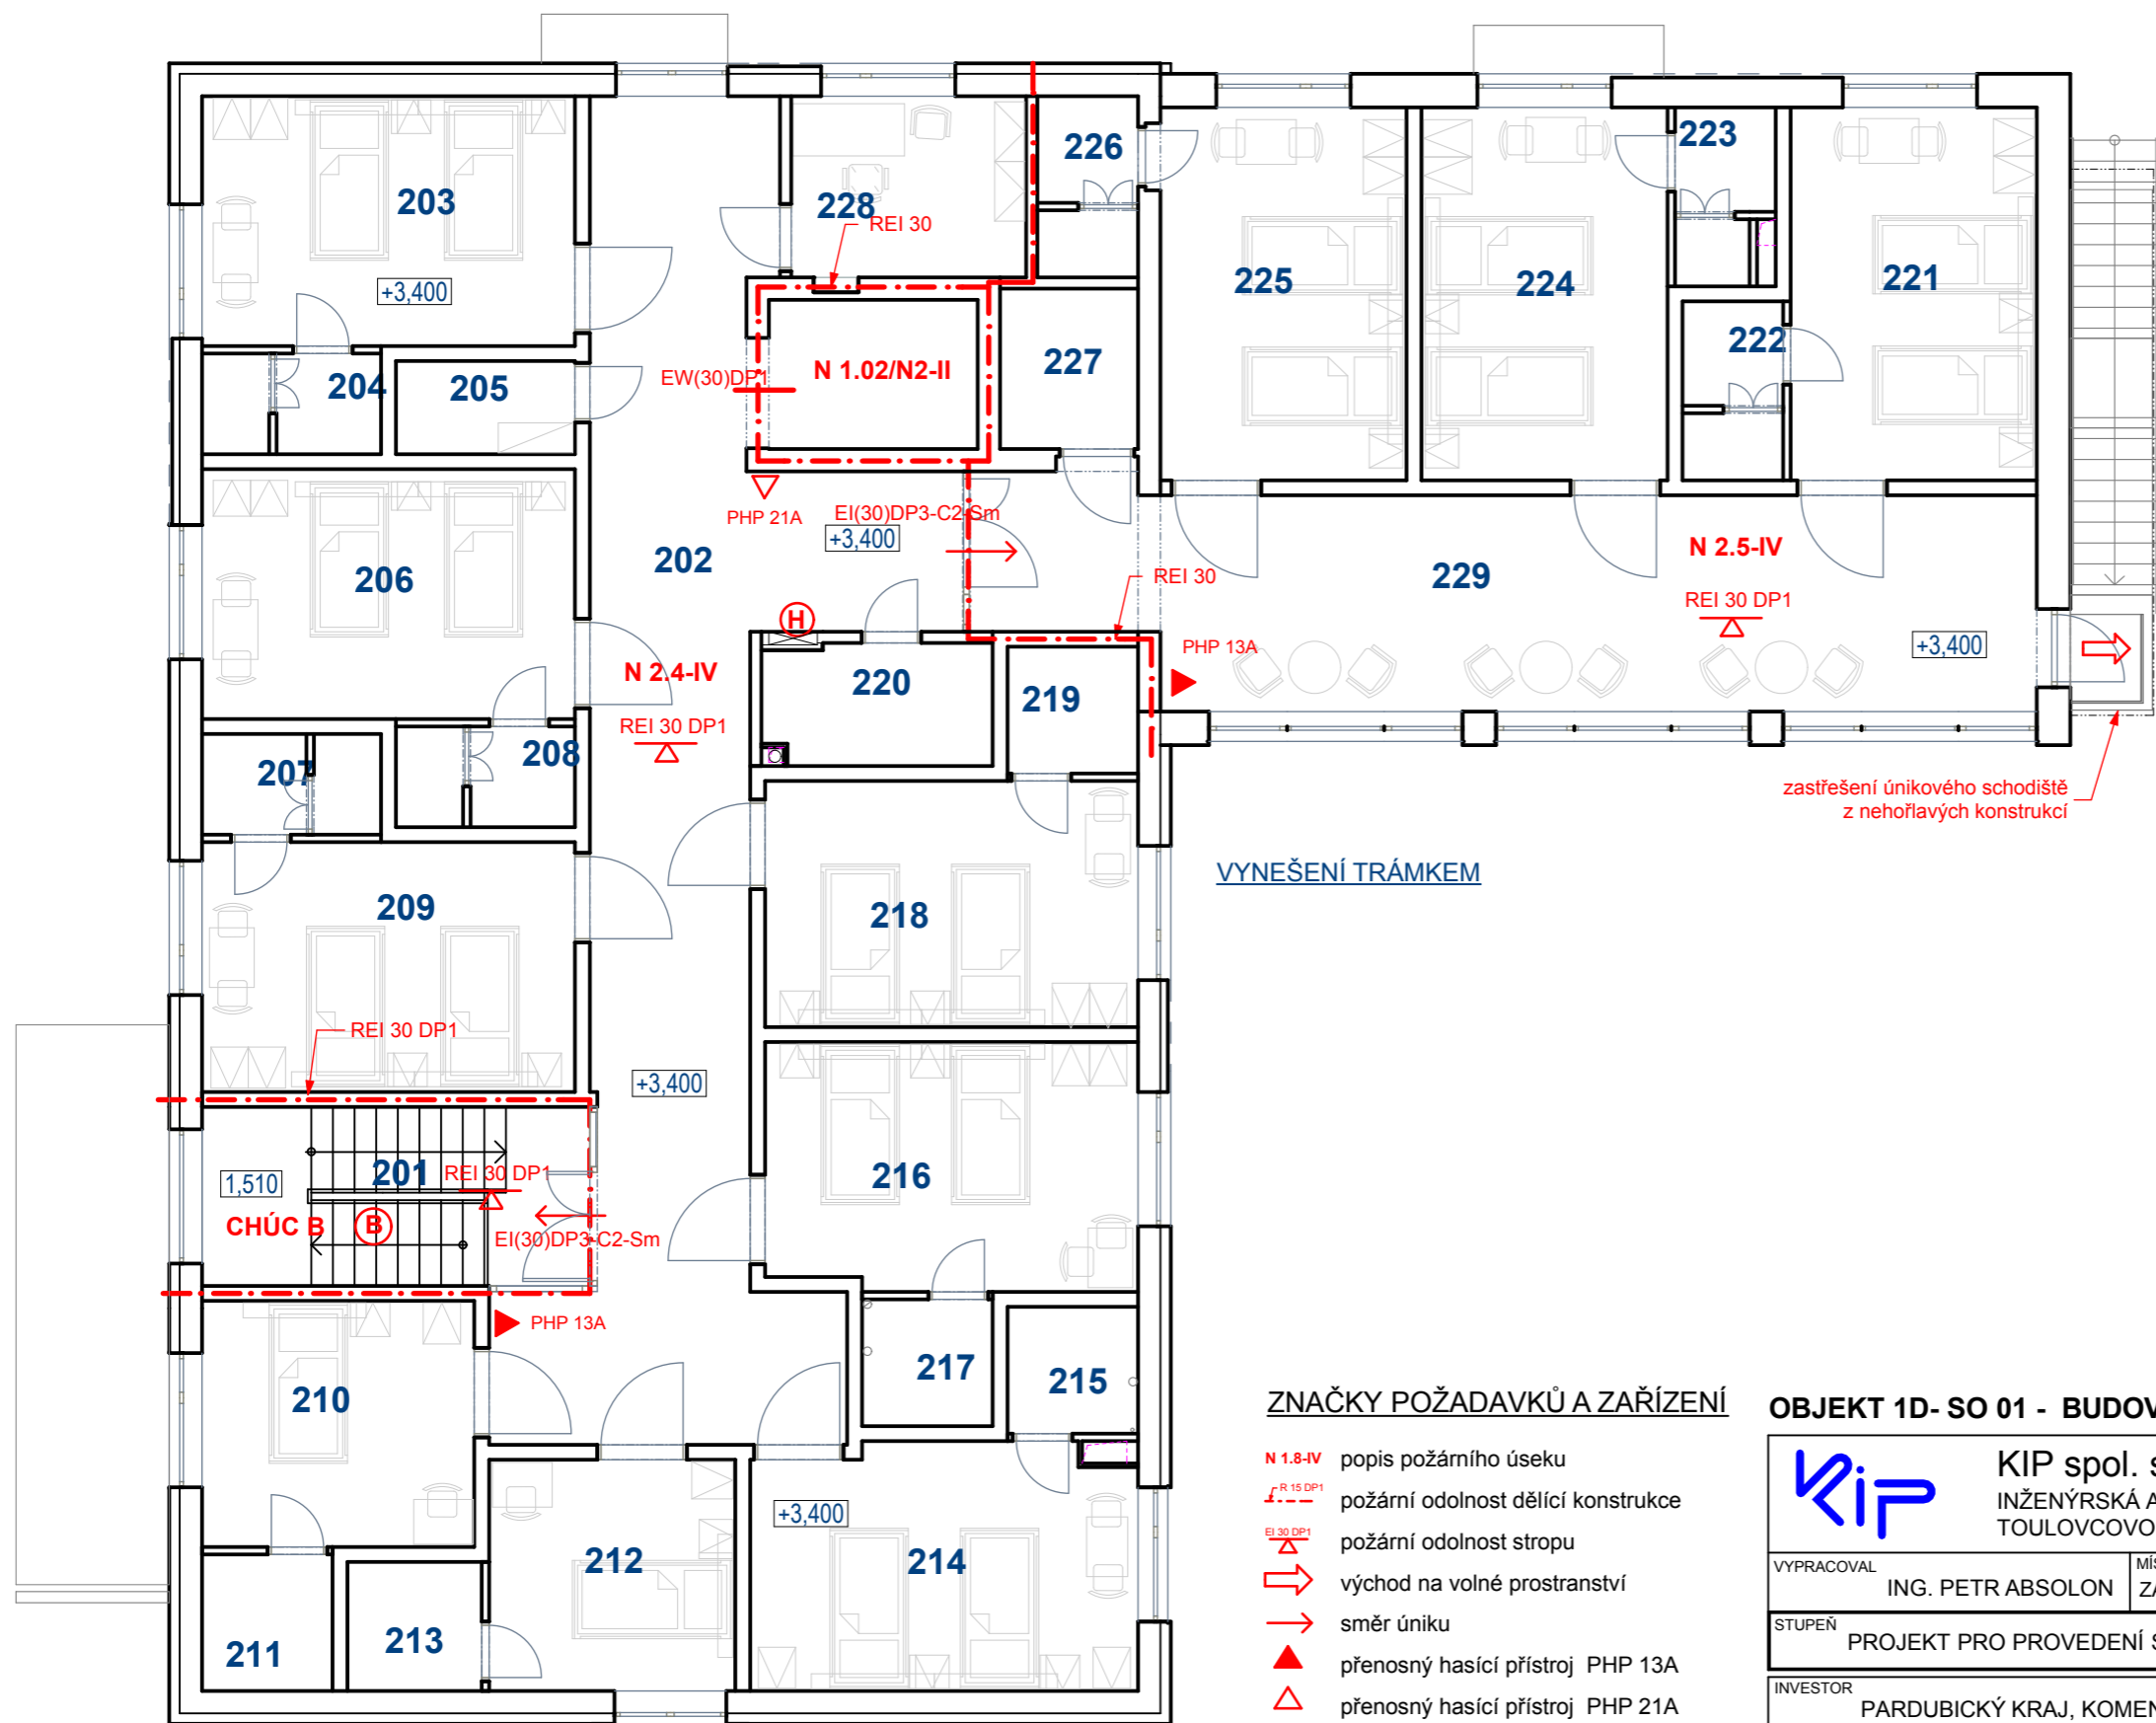 203
228
REI 30
226
223
+3,400
225
224
221
204
205
EW(30)DP1
N 1.02/N2-II
227
222
PHP 21A
EI(30)DP3-C2-Sm
+3,400
206
202
N 2.5-IV
229
REI 30
REI 30 DP1
H
PHP 13A
+3,400
N 2.4-IV
220
219
REI 30 DP1
207
208
zastřešení únikového schodiště
z nehořlavých konstrukcí
VYNEŠENÍ TRÁMKEM
209
218
REI 30 DP1
+3,400
201
REI 30 DP1
1,510
216
CHÚC B
B
EI(30)DP3-C2-Sm
PHP 13A
217
215
210
+3,400
212
214
211
213
ZNAČKY POŽADAVKŮ A ZAŘÍZENÍ
N 1.8-IV popis požárního úseku
R 15 DP1 požární odolnost dělící konstrukce
EI 30 DP1 požární odolnost stropu
východ na volné prostranství
směr úniku
přenosný hasící přístroj PHP 13A
přenosný hasící přístroj PHP 21A
OBJEKT 1D- SO 01 - BUDOV
Kip
KIP spol. s
INŽENÝRSKÁ A
TOULOVCOVO
VYPRACOVAL
ING. PETR ABSOLON
MÍS
ZA
STUPEŇ
PROJEKT PRO PROVEDENÍ S
INVESTOR
PARDUBICKÝ KRAJ, KOMEN